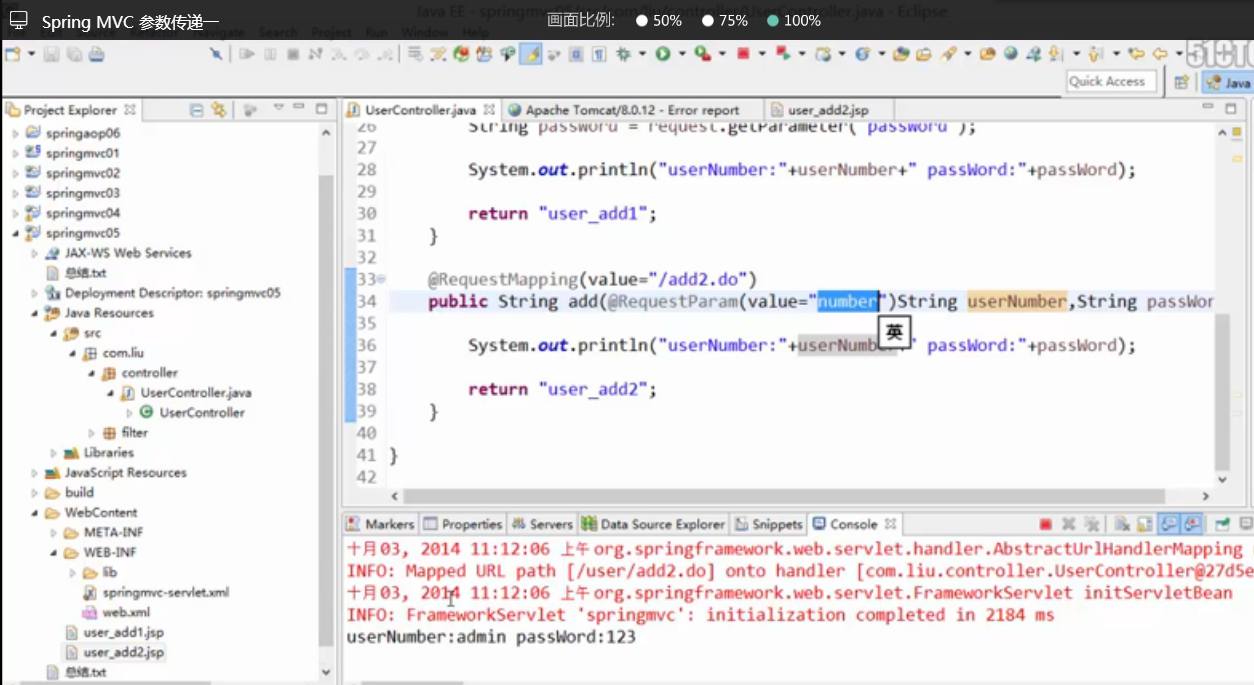 Spring MVC 参数传递一
画面比例: 50% 75% 100%
Java EE - springmvc05/src/com/liu/controller/UserController.java - Eclipse
Quick Access
Java
Project Explorer
springaop06
springmvc01
springmvc02
springmvc03
springmvc04
springmvc05
JAX-WS Web Services
总结.txt
Deployment Descriptor: springmvc05
Java Resources
src
com.liu
controller
UserController.java
UserController
filter
Libraries
JavaScript Resources
build
WebContent
META-INF
WEB-INF
lib
springmvc-servlet.xml
web.xml
user_add1.jsp
user_add2.jsp
总结.txt
UserController.java Apache Tomcat/8.0.12 - Error report user_add2.jsp
26 String password = request.getParameter("password");
27
28 System.out.println("userNumber:"+userNumber+" passWord:"+passWord);
29
30 return "user_add1";
31 }
32
33 @RequestMapping(value="/add2.do")
34 public String add(@RequestParam(value="number")String userNumber,String passWor
英
35
36 System.out.println("userNumber:"+userNumb " passWord:"+passWord);
37
38 return "user_add2";
39 }
40
41 }
42
Markers Properties Servers Data Source Explorer Snippets Console
十月 03, 2014 11:12:06 上午 org.springframework.web.servlet.handler.AbstractUrlHandlerMapping
INFO: Mapped URL path [/user/add2.do] onto handler [com.liu.controller.UserController@27d5e
十月 03, 2014 11:12:06 上午 org.springframework.web.servlet.FrameworkServlet initServletBean
INFO: FrameworkServlet 'springmvc': initialization completed in 2184 ms
userNumber:admin passWord:123